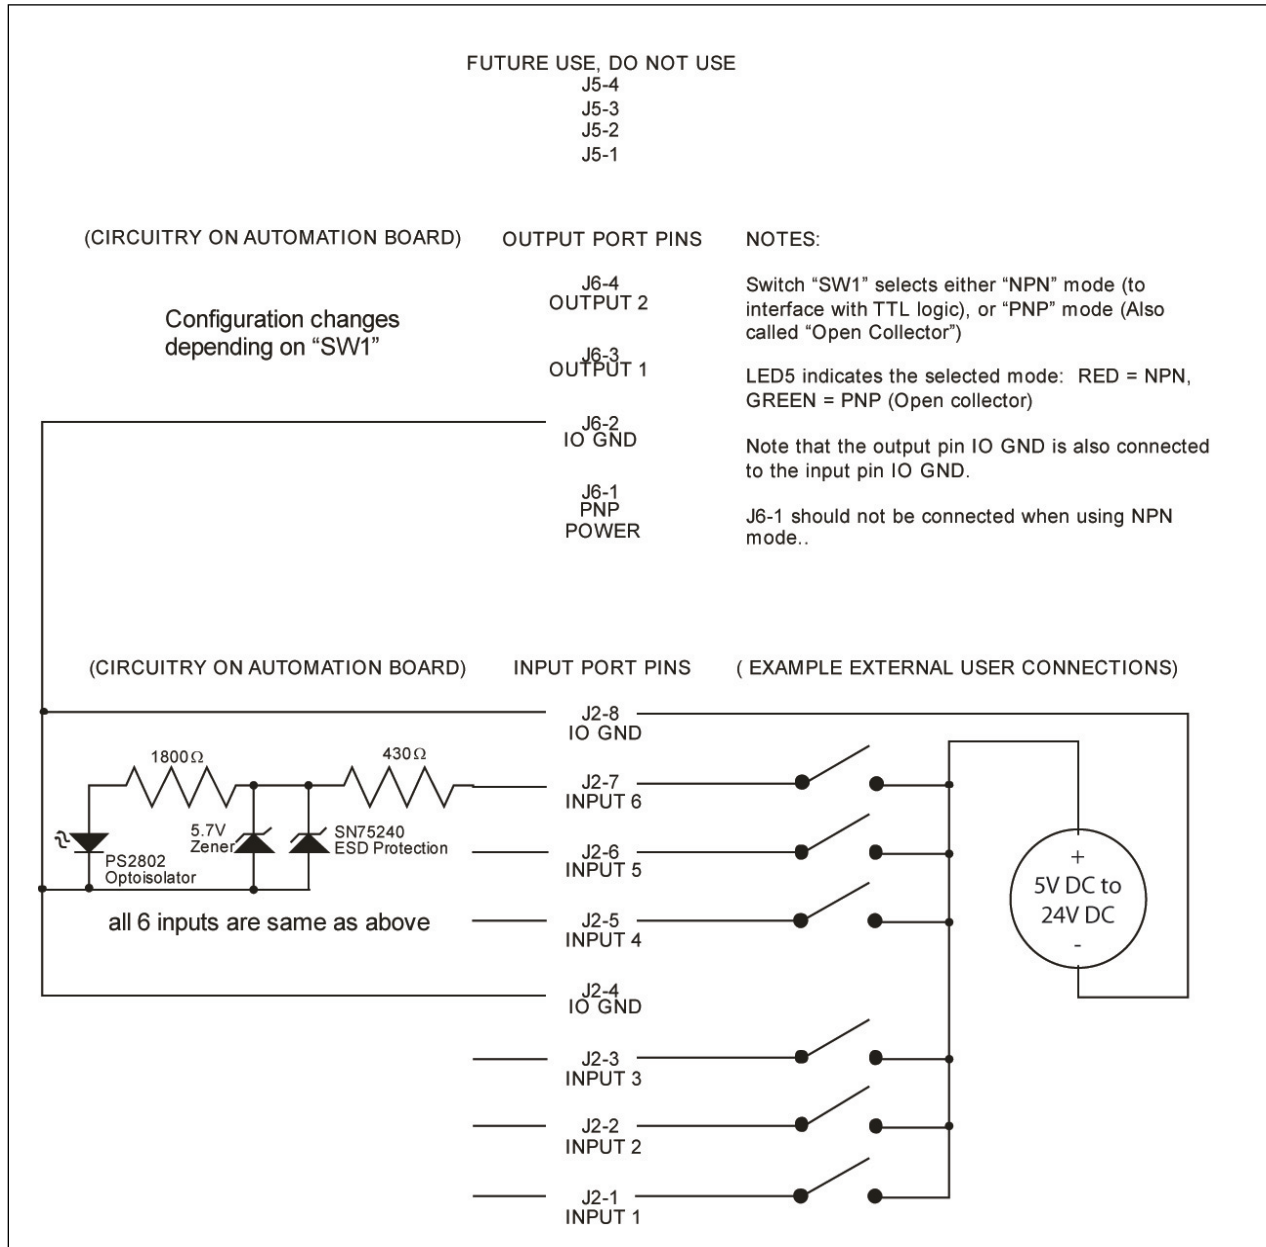 FUTURE USE, DO NOT USE
J5-4
J5-3
J5-2
J5-1
(CIRCUITRY ON AUTOMATION BOARD)
OUTPUT PORT PINS
NOTES:
Configuration changes
depending on “SW1”
J6-4
OUTPUT 2
J6-3
OUTPUT 1
J6-2
IO GND
J6-1
PNP
POWER
Switch “SW1” selects either “NPN” mode (to
interface with TTL logic), or “PNP” mode (Also
called “Open Collector”)
LED5 indicates the selected mode: RED = NPN,
GREEN = PNP (Open collector)
Note that the output pin IO GND is also connected
to the input pin IO GND.
J6-1 should not be connected when using NPN
mode..
(CIRCUITRY ON AUTOMATION BOARD)
INPUT PORT PINS
( EXAMPLE EXTERNAL USER CONNECTIONS)
J2-8
IO GND
1800Ω
430Ω
J2-7
INPUT 6
5.7V
Zener
SN75240
ESD Protection
PS2802
Optoisolator
J2-6
INPUT 5
all 6 inputs are same as above
J2-5
INPUT 4
+
5V DC to
24V DC
-
J2-4
IO GND
J2-3
INPUT 3
J2-2
INPUT 2
J2-1
INPUT 1